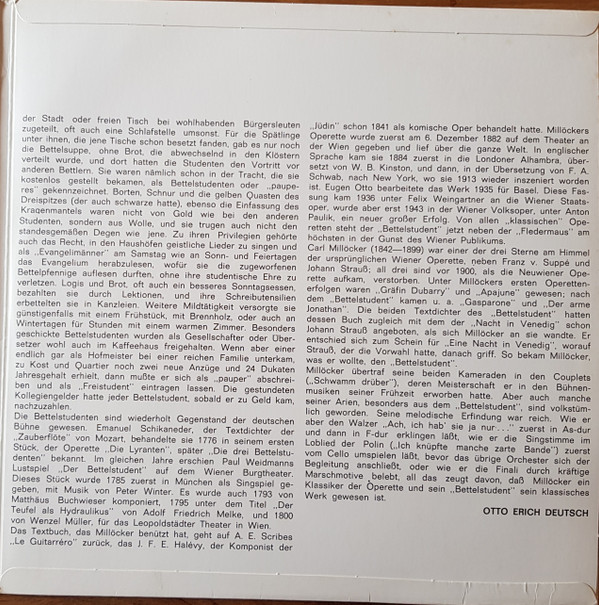 der Stadt oder freien Tisch bei wohlhabenden Bürgersleuten
zugeteilt, oft auch eine Schlafstelle umsonst. Für die Spätlinge
unter ihnen, die jene Tische schon besetzt fanden, gab es nur noch
die Bettelsuppe, ohne Brot, die abwechselnd in den Klöstern
verteilt wurde, und dort hatten die Studenten den Vortritt vor
anderen Bettlern. Sie waren nämlich schon in der Tracht, die sie
kostenlos gestellt bekamen, als Bettelstudenten oder „paupe-
res" gekennzeichnet. Borten, Schnur und die gelben Quasten des
Dreispitzes (der auch schwarze hatte), ebenso die Einfassung des
Kragenmantels waren nicht von Gold wie bei den anderen
Studenten, sondern aus Wolle, und sie trugen auch nicht den
standesgemäßen Degen wie jene. Zu ihren Privilegien gehörte
auch das Recht, in den Haushöfen geistliche Lieder zu singen und
als „Evangelimänner" am Samstag wie an Sonn- und Feiertagen
das Evangelium herabzulesen, wofür sie die zugeworfenen
Bettelpfennige auflesen durften, ohne ihre studentische Ehre zu
verletzen. Logis und Brot, oft auch ein besseres Sonntagsessen,
bezahlten sie durch Lektionen, und ihre Schreibutensilien
erbettelten sie in Kanzleien. Weitere Mildtätigkeit versorgte sie
günstigenfalls mit einem Frühstück, mit Brennholz, oder auch an
Wintertagen für Stunden mit einem warmen Zimmer. Besonders
geschickte Bettelstudenten wurden als Gesellschafter oder Über-
setzer wohl auch im Kaffeehaus freigehalten. Wenn aber einer
endlich gar als Hofmeister bei einer reichen Familie unterkam,
zu Kost und Quartier noch zwei neue Anzüge und 24 Dukaten
Jahresgehalt erhielt, dann mußte er sich als „pauper" abschrei-
ben und als „Freistudent" eintragen lassen. Die gestundeten
Kollegiengelder hatte jeder Bettelstudent, sobald er zu Geld kam,
nachzuzahlen.
Die Bettelstudenten sind wiederholt Gegenstand der deutschen
Bühne gewesen. Emanuel Schikaneder, der Textdichter der
„Zauberflöte" von Mozart, behandelte sie 1776 in seinem ersten
Stück, der Operette „Die Lyranten", später „Die drei Bettelstu-
denten" bekannt. Im gleichen Jahre erschien Paul Weidmanns
Lustspiel „Der Bettelstudent" auf dem Wiener Burgtheater.
Dieses Stück wurde 1785 zuerst in München als Singspiel ge-
geben, mit Musik von Peter Winter. Es wurde auch 1793 von
Matthäus Buchwieser komponiert, 1795 unter dem Titel „Der
Teufel als Hydraulikus" von Adolf Friedrich Melke, und 1800
von Wenzel Müller, für das Leopoldstädter Theater in Wien.
Das Textbuch, das Millöcker benützt hat, geht auf A. E. Scribes
„Le Guitarréro" zurück, das J. F. E. Halévy, der Komponist der
„Jüdin" schon 1841 als komische Oper behandelt hatte. Millöckers
Operette wurde zuerst am 6. Dezember 1882 auf dem Theater an
der Wien gegeben und lief über die ganze Welt. In englischer
Sprache kam sie 1884 zuerst in die Londoner Alhambra, über-
setzt von W. B. Kinston, und dann, in der Übersetzung von F. A.
Schwab, nach New York, wo sie 1913 wieder inszeniert worden
ist. Eugen Otto bearbeitete das Werk 1935 für Basel. Diese Fas-
sung kam 1936 unter Felix Weingartner an die Wiener Staats-
oper, wurde aber erst 1943 in der Wiener Volksoper, unter Anton
Paulik, ein neuer großer Erfolg. Von allen „klassischen" Ope-
retten steht der „Bettelstudent" jetzt neben der „Fledermaus" am
höchsten in der Gunst des Wiener Publikums.
Carl Millöcker (1842—1899) war einer der drei Sterne am Himmel
der ursprünglichen Wiener Operette, neben Franz v. Suppé und
Johann Strauß; all drei sind vor 1900, als die Neuwiener Ope-
rette aufkam, verstorben. Unter Millöckers ersten Operetten-
erfolgen waren „Gräfin Dubarry" und „Apajune" gewesen; nach
dem „Bettelstudent" kamen u. a. „Gasparone" und „Der arme
Jonathan". Die beiden Textdichter des „Bettelstudent" hatten
dessen Buch zugleich mit dem der „Nacht in Venedig" schon
Johann Strauß angeboten, als sich Millöcker an sie wandte. Er
entschied sich zum Schein für „Eine Nacht in Venedig", worauf
Strauß, der die Vorwahl hatte, danach griff. So bekam Millöcker,
was er wollte, den „Bettelstudent".
Millöcker übertraf seine beiden Kameraden in den Couplets
(„Schwamm drüber"), deren Meisterschaft er in den Bühnen-
musiken seiner Frühzeit erworben hatte. Aber auch manche
seiner Arien, besonders aus dem „Bettelstudent", sind volkstüm-
lich geworden. Seine melodische Erfindung war reich. Wie er
aber den Walzer „Ach, ich hab' sie ja nur . . ." zuerst in As-dur
und dann in F-dur erklingen läßt, wie er die Singstimme im
Loblied der Polin („Ich knüpfte manche zarte Bande") zuerst
vom Cello umspielen läßt, bevor das übrige Orchester sich der
Begleitung anschließt, oder wie er die Finali durch kräftige
Marschmotive belebt, all das zeugt davon, daß Millöcker ein
Klassiker der Operette und sein „Bettelstudent" sein klassisches
Werk gewesen ist.
OTTO ERICH DEUTSCH